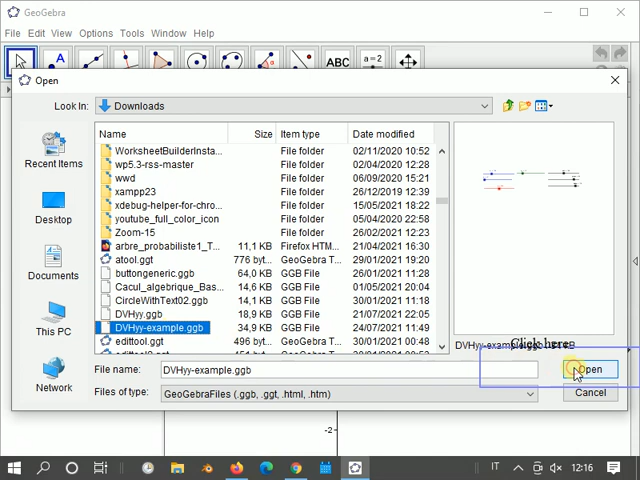 GeoGebra
File Edit View Options Tools Window Help
ABC
a = 2
Open
Look In: Downloads
Recent Items
Desktop
Documents
This PC
Network
Name Size Item type Date modified
WorksheetBuilderInsta... File folder 02/11/2020 10:52
wp5.3-rss-master File folder 02/04/2020 12:28
wwd File folder 06/09/2020 15:21
xampp23 File folder 26/12/2019 12:39
xdebug-helper-for-chro... File folder 15/05/2021 18:22
youtube_full_color_icon File folder 05/04/2020 22:58
Zoom-15 File folder 26/02/2021 12:23
arbre_probabiliste1_T... 11,1 KB Firefox HTM... 21/04/2021 16:30
atool.ggt 776 byt... GeoGebra T... 29/01/2021 19:20
buttongeneric.ggb 64,0 KB GGB File 26/01/2021 11:28
Cacul_algebrique_Bas... 14,6 KB GGB File 01/05/2021 20:04
CircleWithText02.ggb 14,1 KB GGB File 30/01/2021 11:18
DVHyy.ggb 18,9 KB GGB File 21/07/2021 22:05
DVHyy-example.ggb 34,9 KB GGB File 24/07/2021 11:49
edittool.ggt 456 byt... GeoGebra T... 30/01/2021 00:48
Click here
File name: DVHyy-example.ggb Open
Files of type: GeoGebraFiles (.ggb, .ggt, .html, .htm) Cancel
-2
IT 12:16